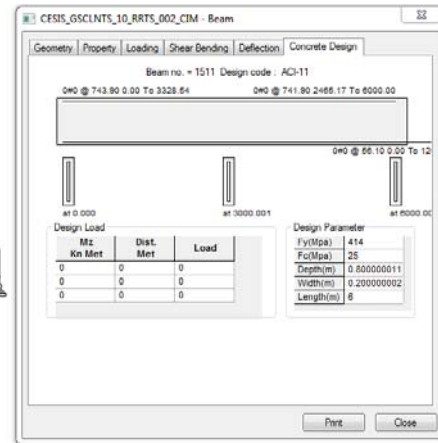 CESIS_GSCLNTS_10_RRTS_002_CIM - Beam
Geometry Property Loading Shear Bending Deflection Concrete Design
Beam no. = 1511 Design code : ACI-11
0#0 @ 743.90 0.00 To 3328.54 0#0 @ 741.90 2465.17 To 6000.00
0#0 @ 56.10 0.00 To 12
at 0.000 at 3000.001 at 6000.00
Design Load Design Parameter
Mz Kn Met Dist. Met Load
0 0 0
0 0 0
0 0 0
Fy(Mpa) 414
Fc(Mpa) 25
Depth(m) 0.800000011
Width(m) 0.200000002
Length(m) 6
Print Close